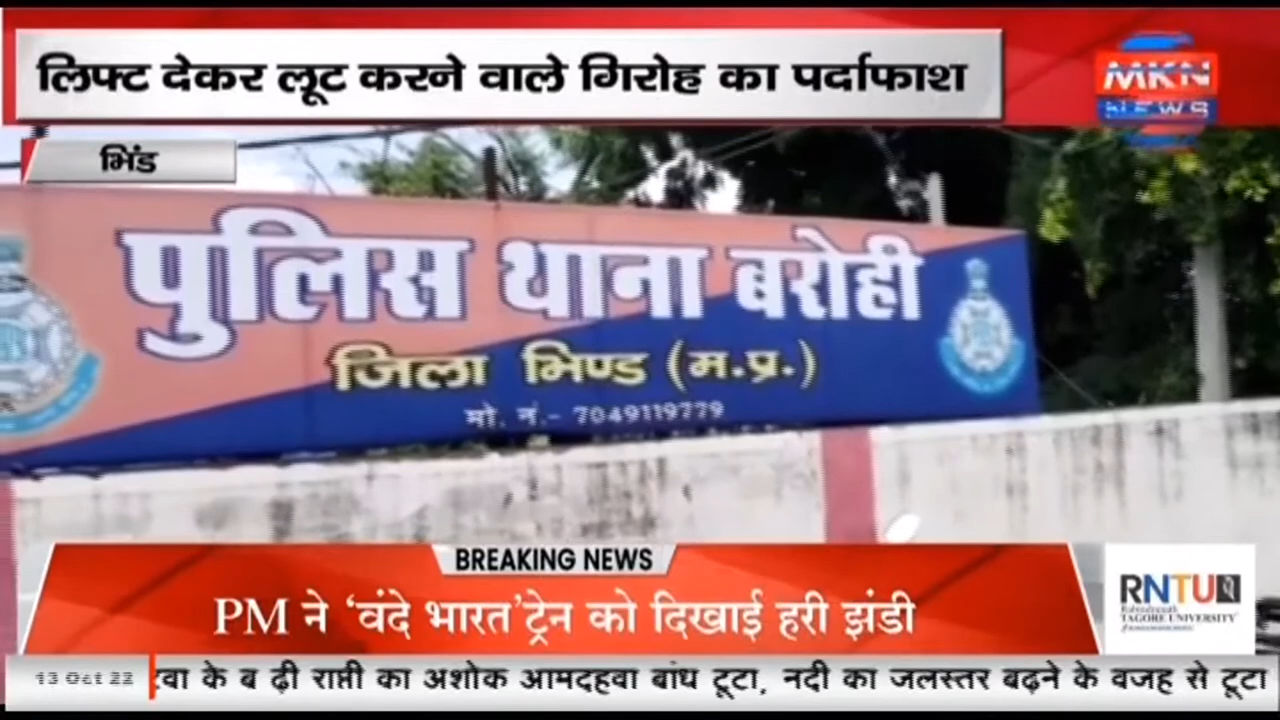 लिफ्ट देकर लूट करने वाले गिरोह का पर्दाफाश
MKN
NEWS
भिंड
पुलिस थाना बरोही
जिला भिण्ड (म.प्र.)
मो. नं.- 7049119779
BREAKING NEWS
PM ने ‘वंदे भारत’ट्रेन को दिखाई हरी झंडी
RNTU
Rabindranath
TAGORE UNIVERSITY
13 Oct 22
वा के ब ढ़ी राप्ती का अशोक आमदहवा बांध टूटा, नदी का जलस्तर बढ़ने के वजह से टूटा